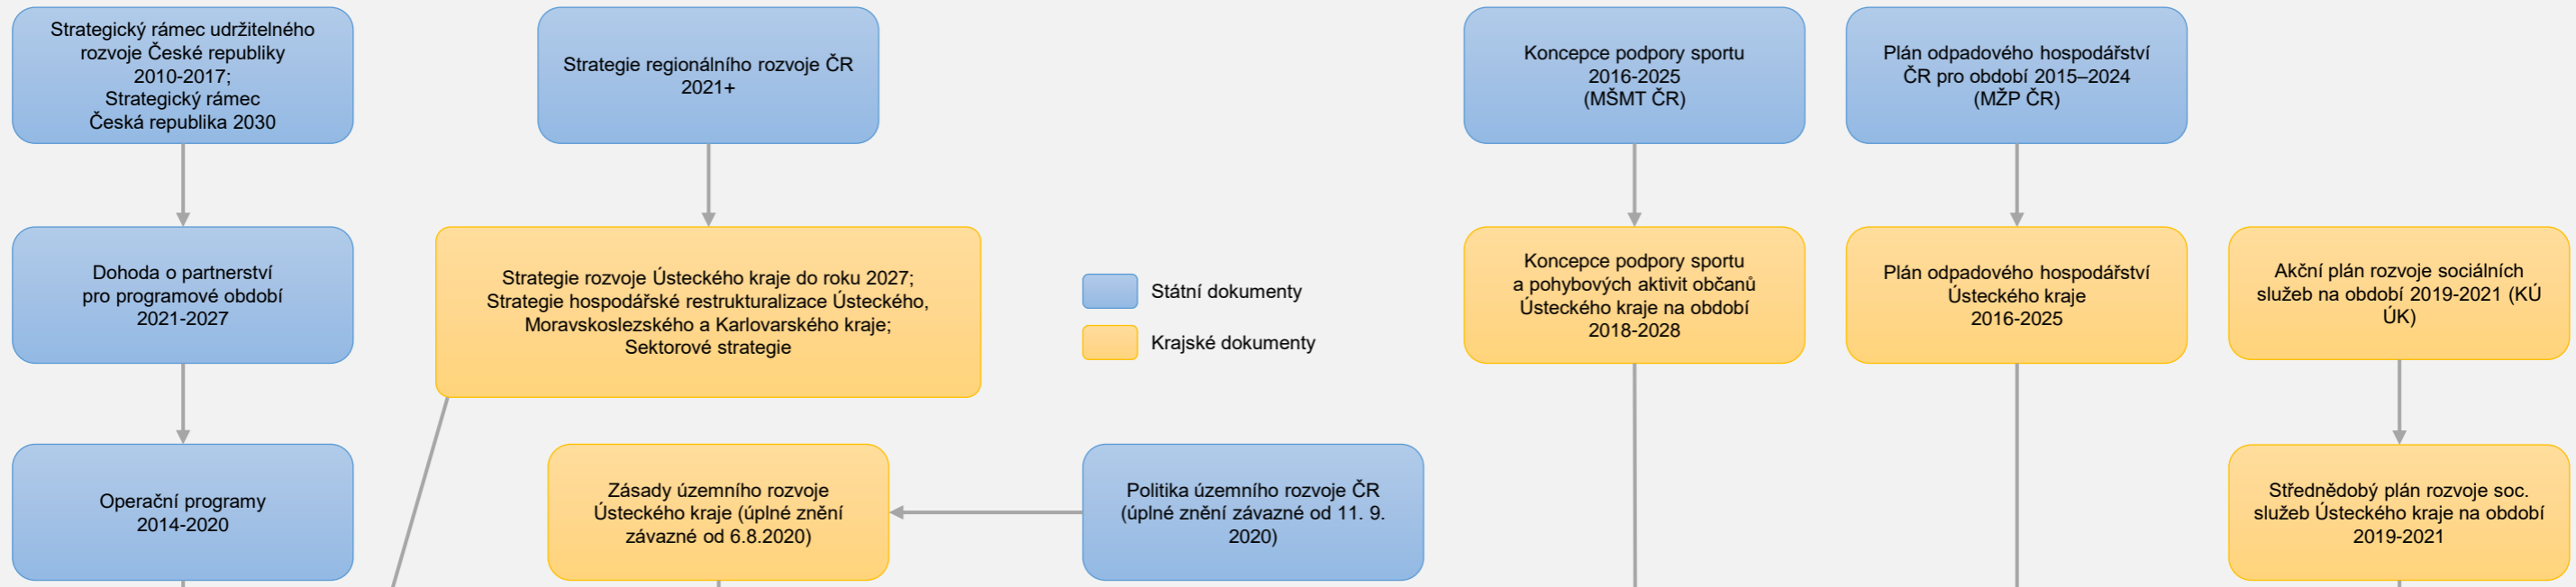 Strategický rámec udržitelného
rozvoje České republiky
2010-2017;
Strategický rámec
Česká republika 2030
Strategie regionálního rozvoje ČR
2021+
Koncepce podpory sportu
2016-2025
(MŠMT ČR)
Plán odpadového hospodářství
ČR pro období 2015–2024
(MŽP ČR)
Dohoda o partnerství
pro programové období
2021-2027
Strategie rozvoje Ústeckého kraje do roku 2027;
Strategie hospodářské restrukturalizace Ústeckého,
Moravskoslezského a Karlovarského kraje;
Sektorové strategie
Státní dokumenty
Krajské dokumenty
Koncepce podpory sportu
a pohybových aktivit občanů
Ústeckého kraje na období
2018-2028
Plán odpadového hospodářství
Ústeckého kraje
2016-2025
Akční plán rozvoje sociálních
služeb na období 2019-2021 (KÚ
ÚK)
Operační programy
2014-2020
Zásady územního rozvoje
Ústeckého kraje (úplné znění
závazné od 6.8.2020)
Politika územního rozvoje ČR
(úplné znění závazné od 11. 9.
2020)
Střednědobý plán rozvoje soc.
služeb Ústeckého kraje na období
2019-2021